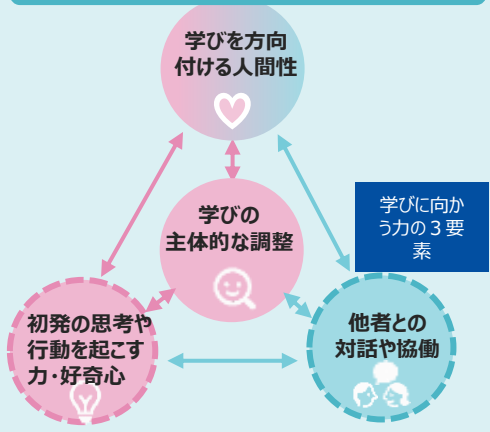 学びを方向
付ける人間性
学びの
主体的な調整
学びに向か
う力の３要
素
初発の思考や
行動を起こす
力・好奇心
他者との
対話や協働